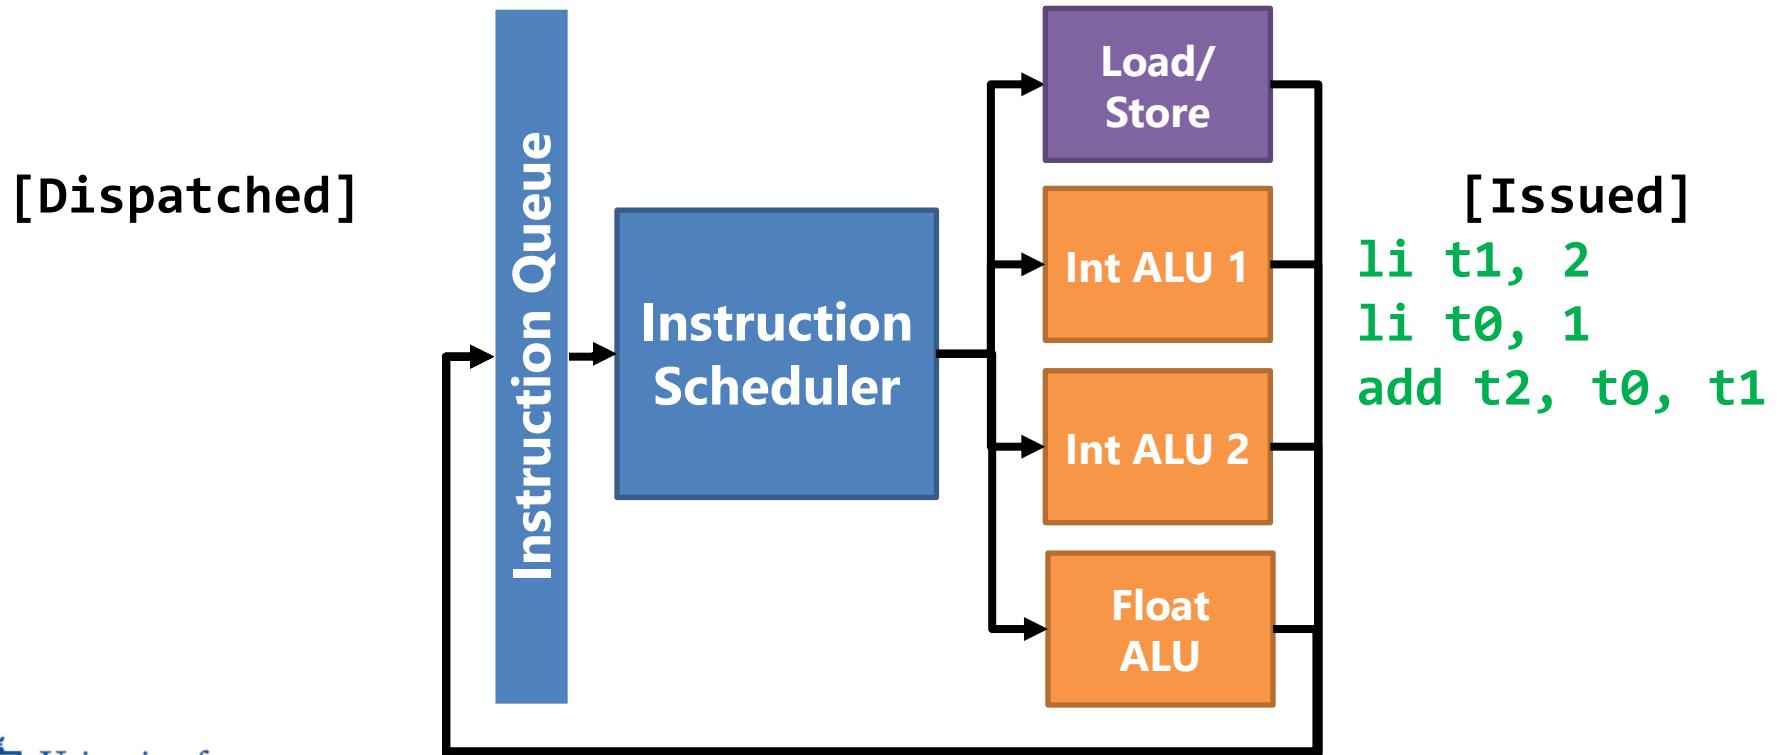 [Dispatched]
Instruction Queue
Instruction
Scheduler
Load/
Store
Int ALU 1
Int ALU 2
Float
ALU
[Issued]
li t1, 2
li t0, 1
add t2, t0, t1